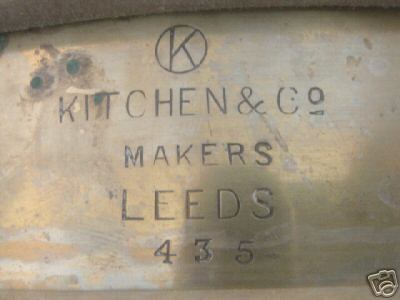 K
KITCHEN & Cº
MAKERS
LEEDS
435